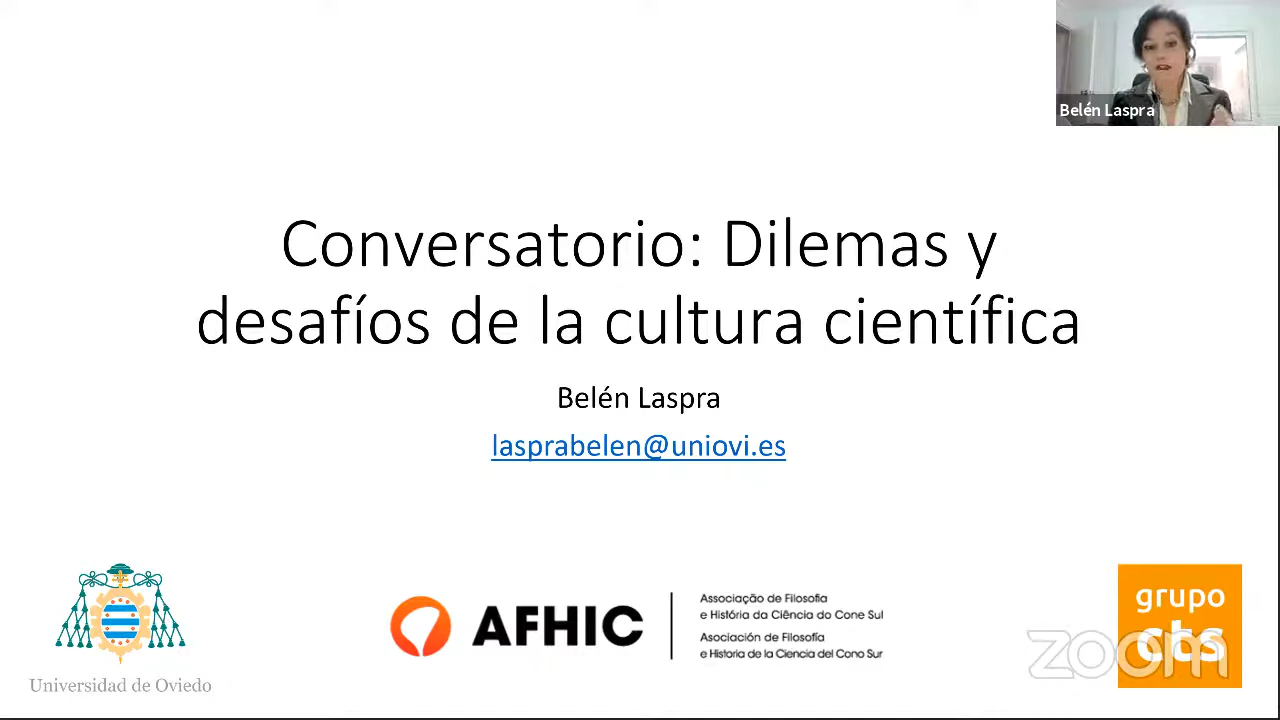 Belén Laspra
Conversatorio: Dilemas y
desafíos de la cultura científica
Belén Laspra
lasprabelen@uniovi.es
Universidad de Oviedo
AFHIC
Associação de Filosofia
e História da Ciência do Cone Sul
Asociación de Filosofía
e Historia de la Ciencia del Cono Sur
grupo
cts
zoom